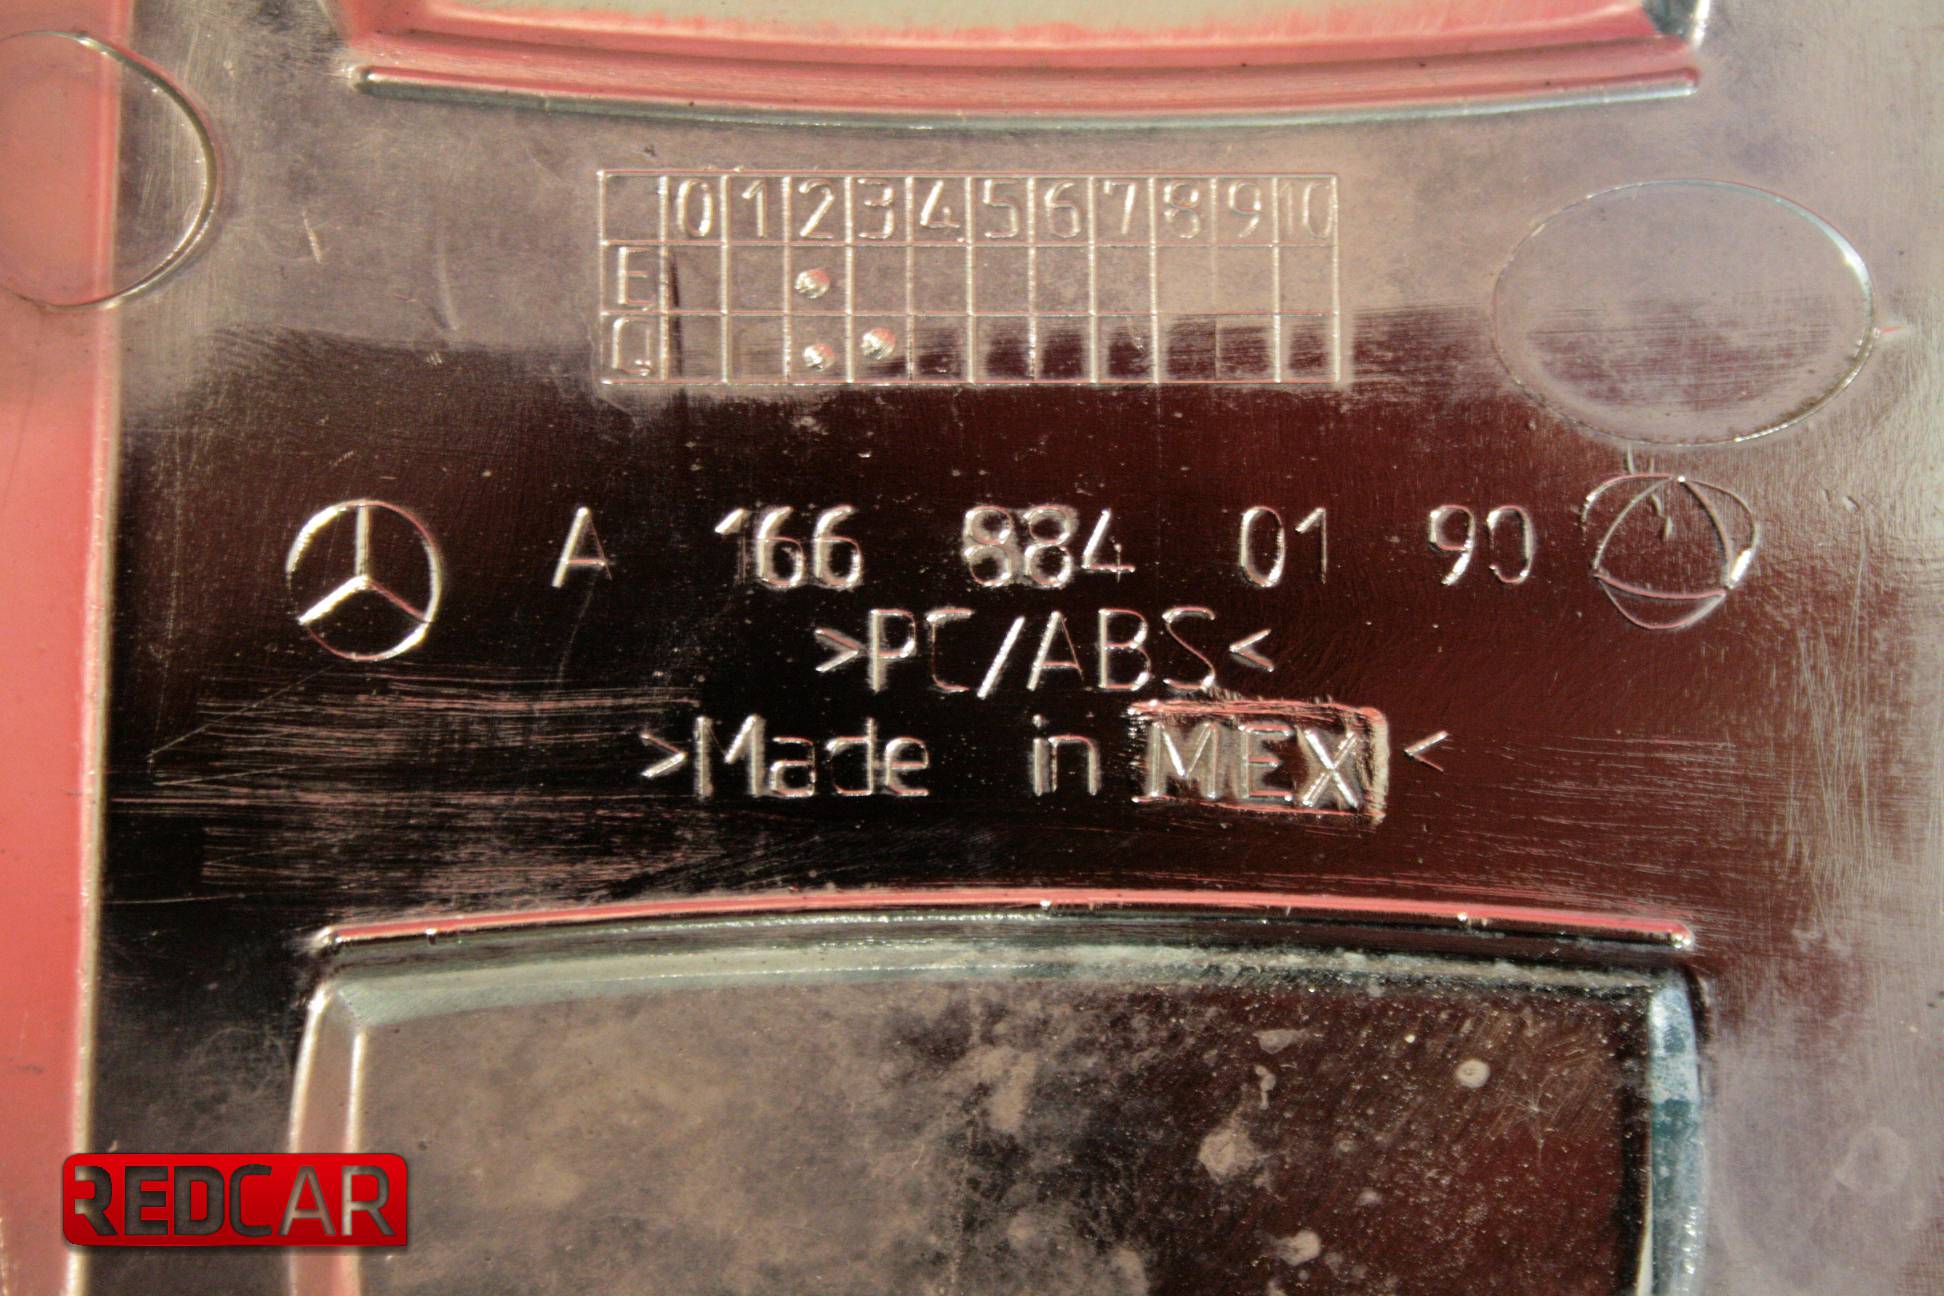 0 1 2 3 4 5 6 7 8 9 10
E
Q
A 166 884 01 90
>PC/ABS<
>Made in MEX<
REDCAR